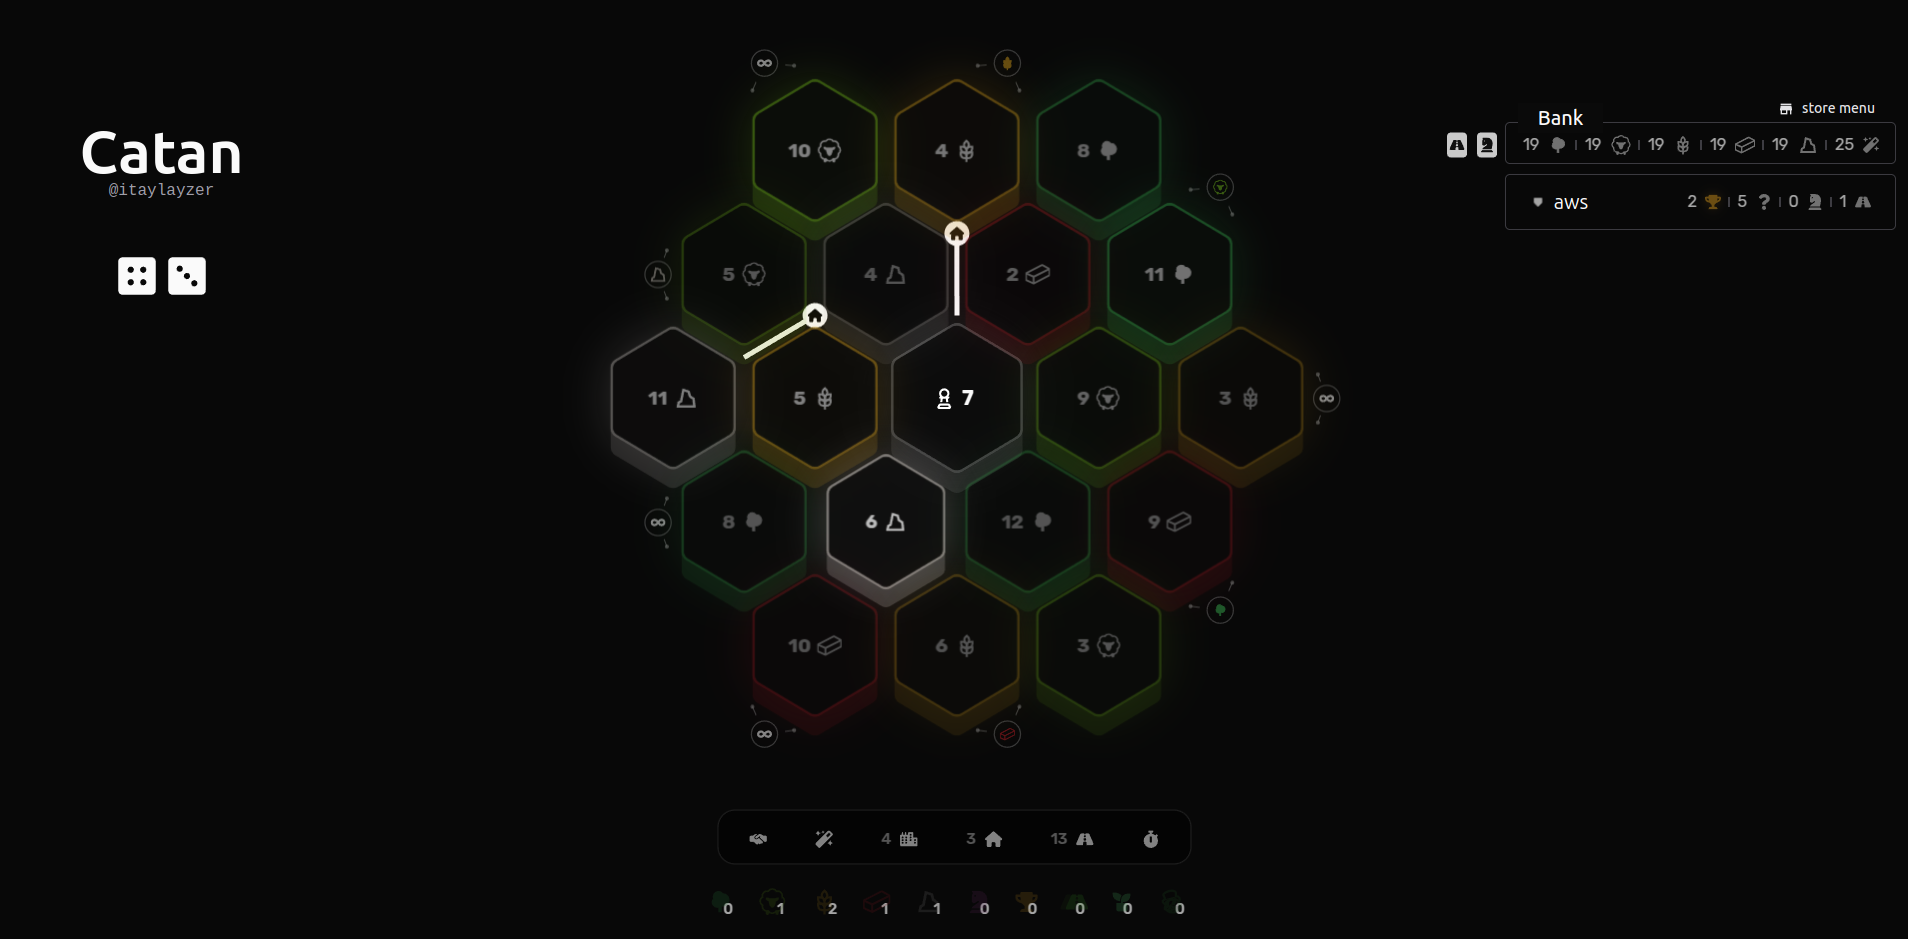 Catan
@itaylayzer
store menu
Bank
19 19 19 19 19 25
aws 2 5 ? 0 1
10 4 8
5 4 2 11
11 5 7 9 3
8 6 12 9
10 6 3
4 3 13
0 1 2 1 1 0 0 0 0 0